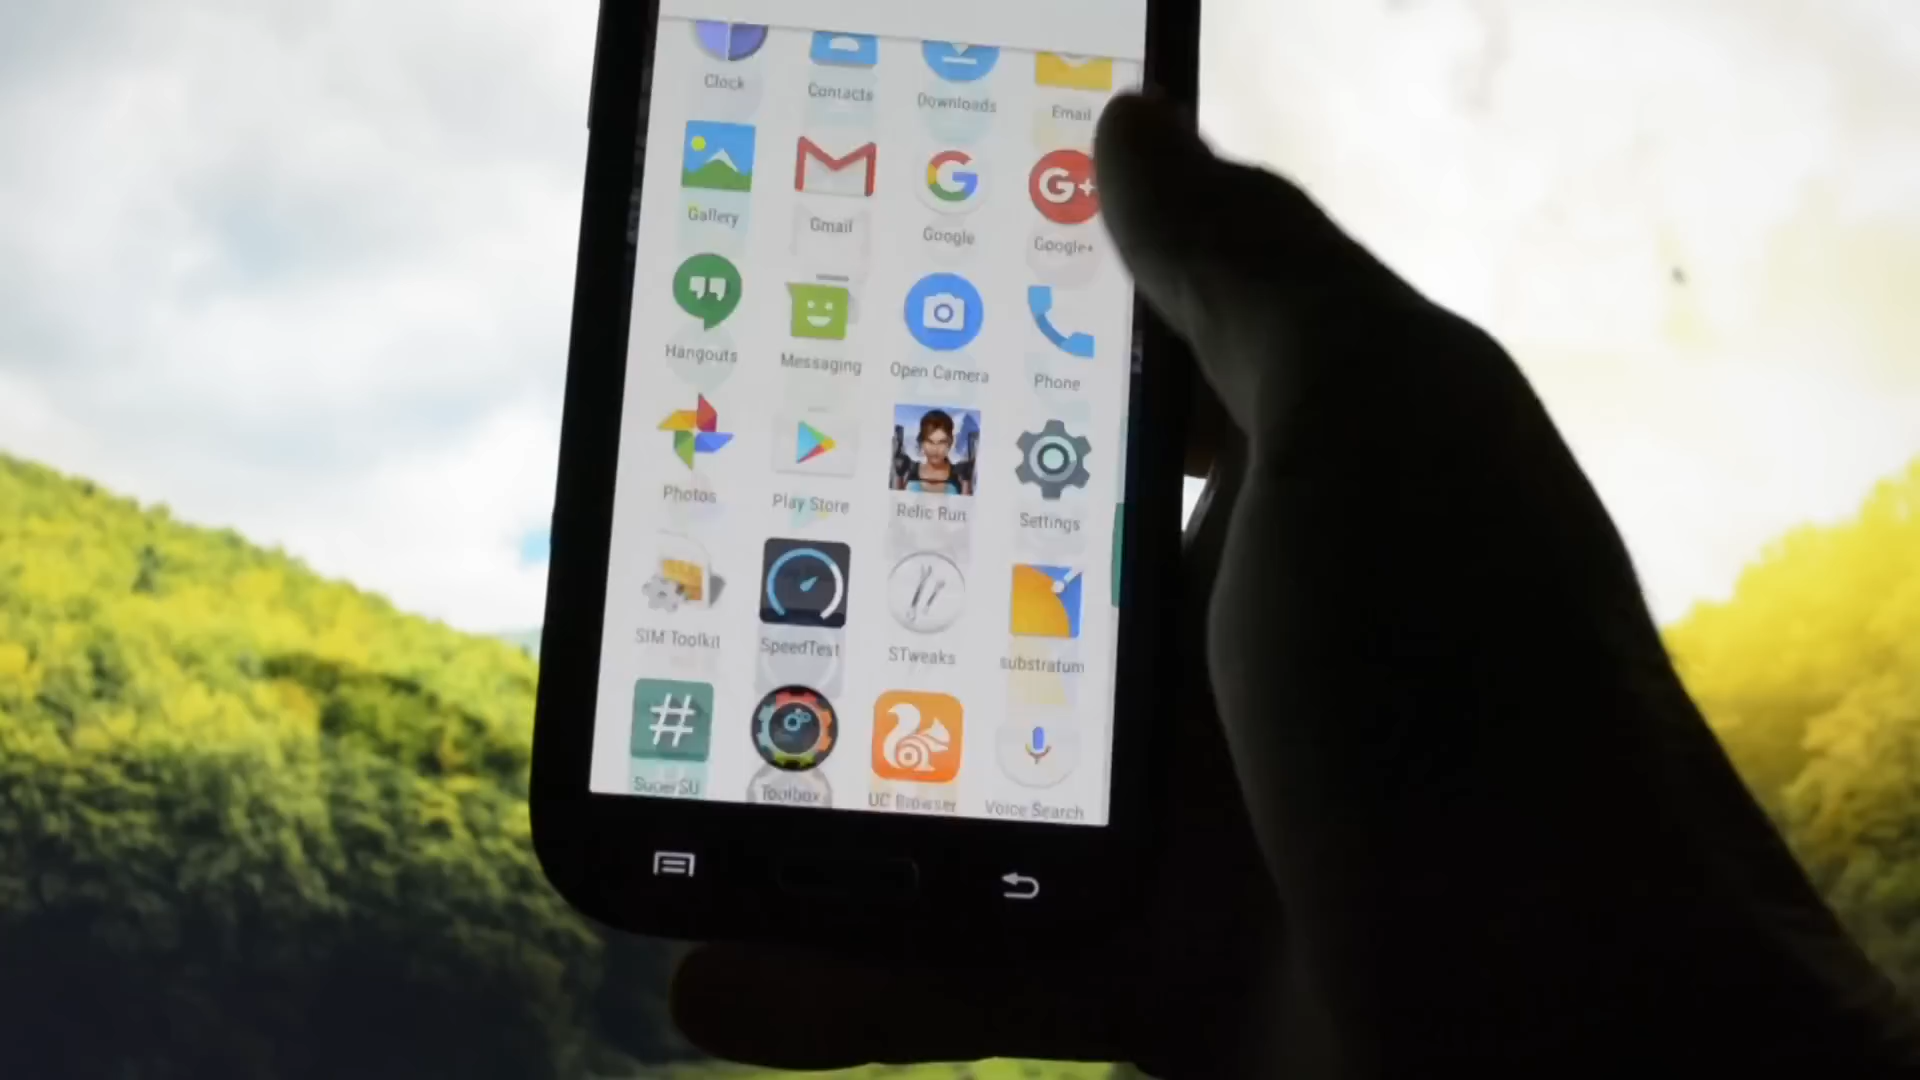 Clock Contacts Downloads Email
Gallery Gmail Google Google+
G+
Hangouts Messaging Open Camera Phone
Photos Play Store Relic Run Settings
SIM Toolkit SpeedTest STweaks substratum
#
SuperSU Toolbox UC Browser Voice Search